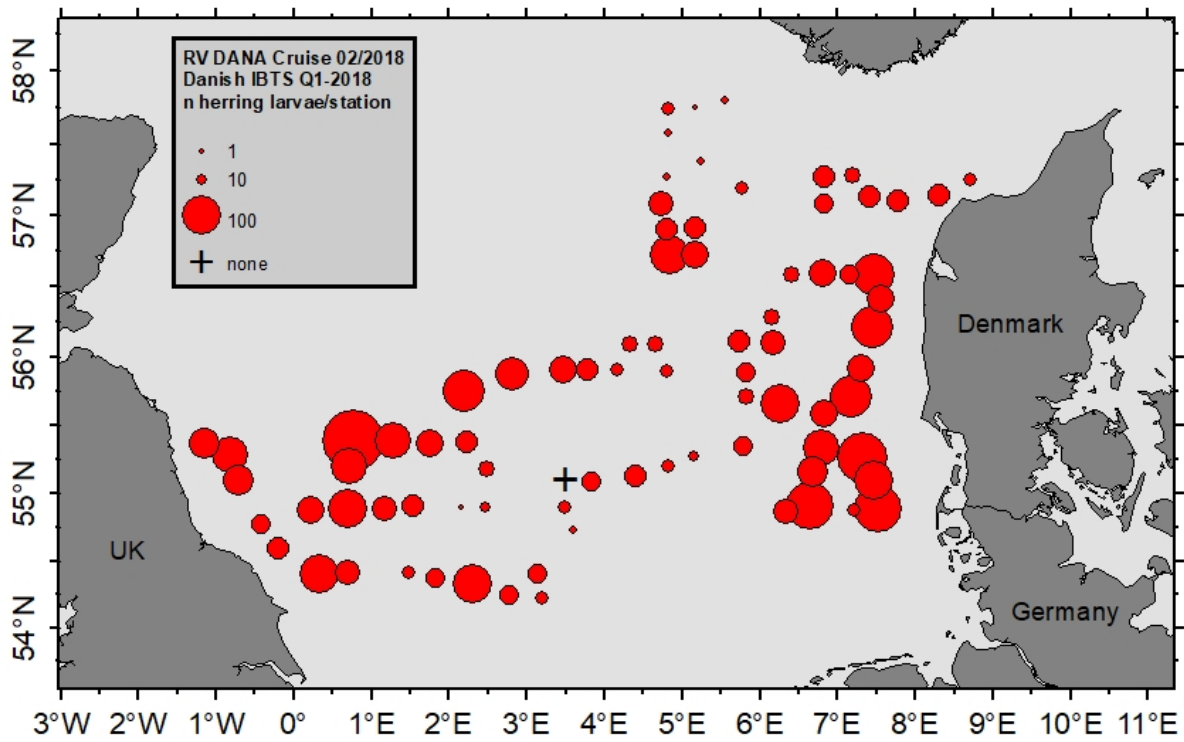 RV DANA Cruise 02/2018
Danish IBTS Q1-2018
n herring larvae/station
1
10
100
none
58°N
57°N
56°N
55°N
54°N
Denmark
UK
Germany
3°W 2°W 1°W 0° 1°E 2°E 3°E 4°E 5°E 6°E 7°E 8°E 9°E 10°E 11°E